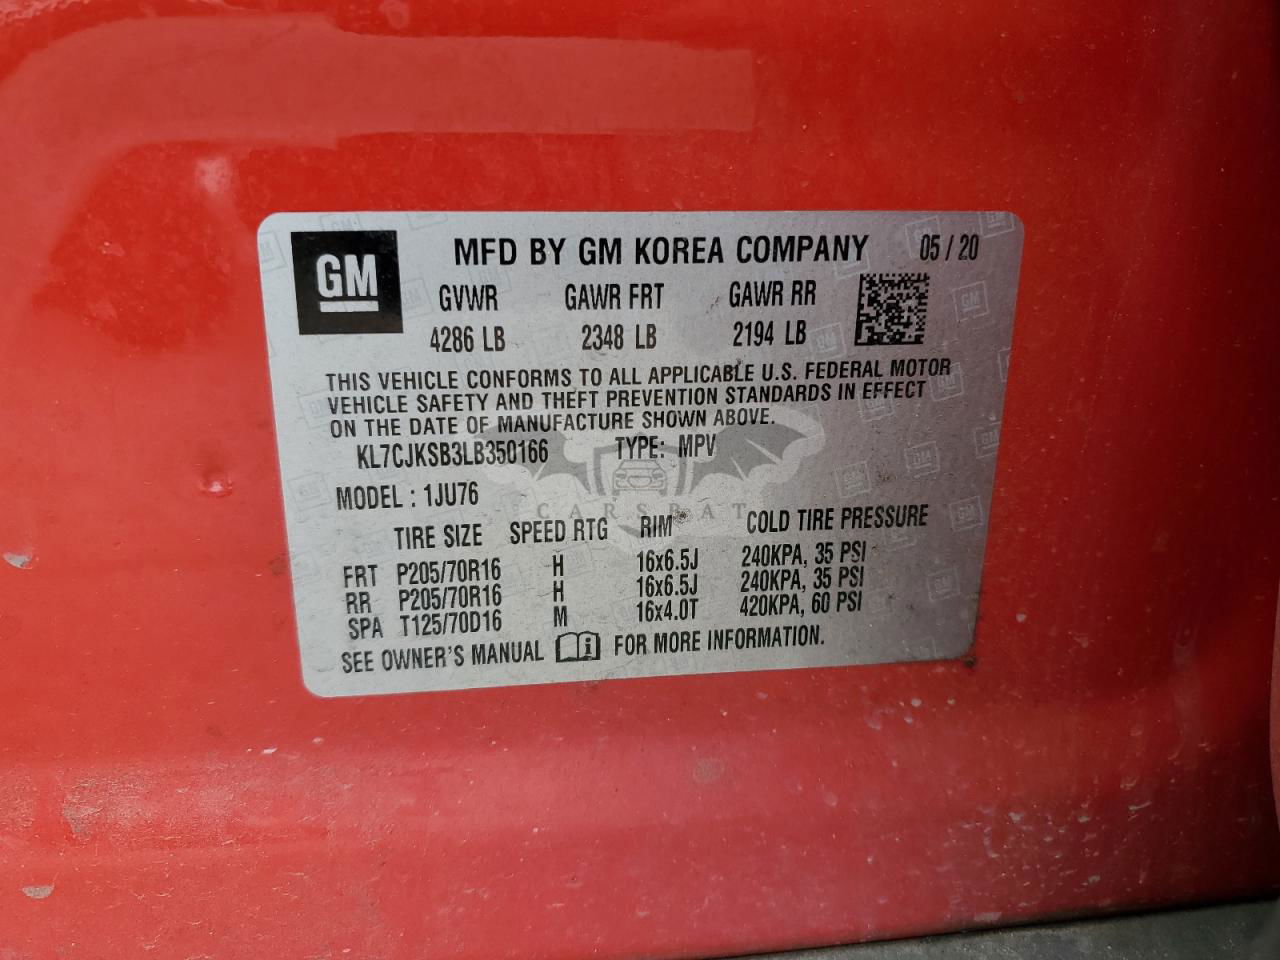 GM
MFD BY GM KOREA COMPANY 05 / 20
GVWR GAWR FRT GAWR RR
4286 LB 2348 LB 2194 LB
THIS VEHICLE CONFORMS TO ALL APPLICABLE U.S. FEDERAL MOTOR
VEHICLE SAFETY AND THEFT PREVENTION STANDARDS IN EFFECT
ON THE DATE OF MANUFACTURE SHOWN ABOVE.
KL7CJKSB3LB350166 TYPE: MPV
MODEL : 1JU76
CARSBAT
TIRE SIZE SPEED RTG RIM COLD TIRE PRESSURE
FRT P205/70R16 H 16x6.5J 240KPA, 35 PSI
RR P205/70R16 H 16x6.5J 240KPA, 35 PSI
SPA T125/70D16 M 16x4.0T 420KPA, 60 PSI
SEE OWNER'S MANUAL i FOR MORE INFORMATION.